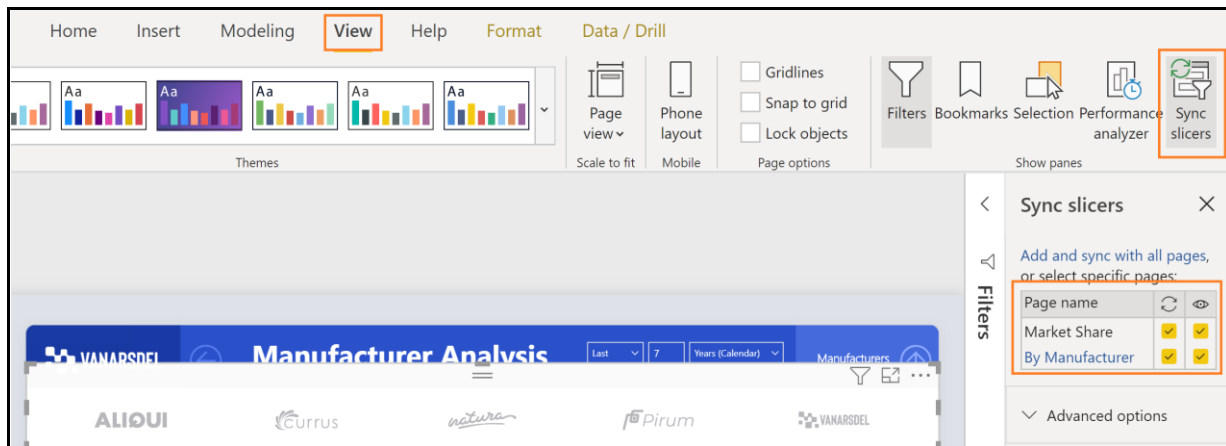 Home Insert Modeling View Help Format Data / Drill
Aa Aa Aa Aa Aa
Page view
Phone layout
Gridlines
Snap to grid
Lock objects
Filters Bookmarks Selection Performance analyzer Sync slicers
Themes Scale to fit Mobile Page options Show panes
Sync slicers
Add and sync with all pages,
or select specific pages:
Page name
Market Share
By Manufacturer
Advanced options
Filters
VANARSDEL Manufacturer Analysis Last 7 Years (Calendar) Manufacturers
ALIQUI Currus natura Pirum VANARSDEL